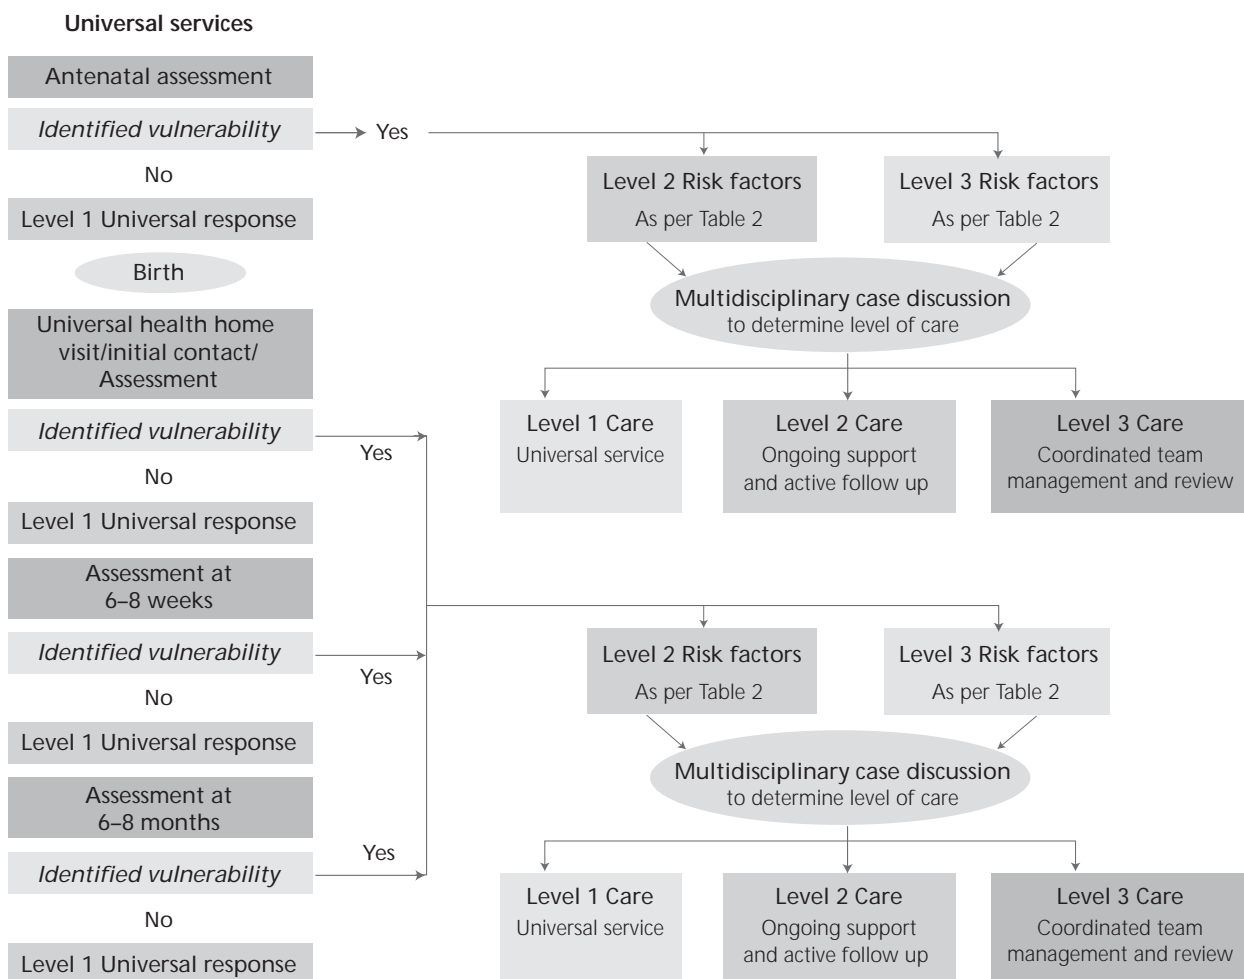 Universal services
Antenatal assessment
Identified vulnerability
Yes
No
Level 1 Universal response
Level 2 Risk factors
As per Table 2
Level 3 Risk factors
As per Table 2
Birth
Multidisciplinary case discussion
to determine level of care
Universal health home
visit/initial contact/
Assessment
Level 1 Care
Universal service
Level 2 Care
Ongoing support
and active follow up
Level 3 Care
Coordinated team
management and review
Identified vulnerability
Yes
No
Level 1 Universal response
Assessment at
6–8 weeks
Identified vulnerability
Yes
No
Level 1 Universal response
Level 2 Risk factors
As per Table 2
Level 3 Risk factors
As per Table 2
Multidisciplinary case discussion
to determine level of care
Assessment at
6–8 months
Identified vulnerability
Yes
No
Level 1 Universal response
Level 1 Care
Universal service
Level 2 Care
Ongoing support
and active follow up
Level 3 Care
Coordinated team
management and review